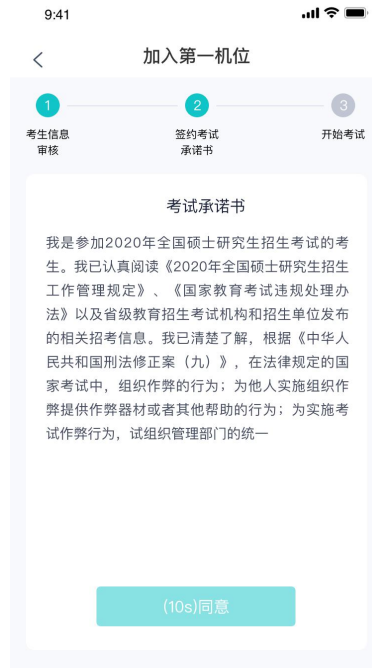 9:41
加入第一机位
1
2
3
考生信息
审核
签约考试
承诺书
开始考试
考试承诺书
我是参加2020年全国硕士研究生招生考试的考
生。我已认真阅读《2020年全国硕士研究生招生
工作管理规定》、《国家教育考试违规处理办
法》以及省级教育招生考试机构和招生单位发布
的相关招考信息。我已清楚了解，根据《中华人
民共和国刑法修正案（九）》，在法律规定的国
家考试中，组织作弊的行为；为他人实施组织作
弊提供作弊器材或者其他帮助的行为；为实施考
试作弊行为，试组织管理部门的统一
(10s)同意